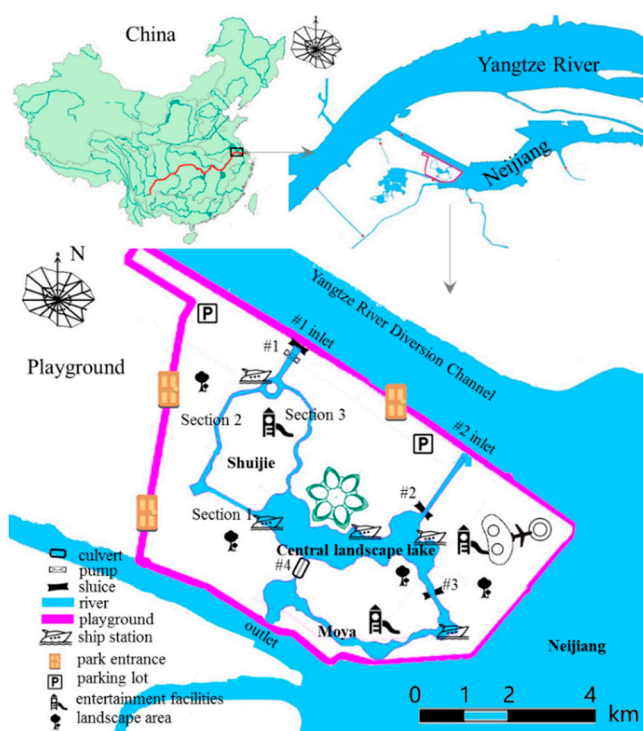 China
Yangtze River
Neijiang
N
Yangtze River Diversion Channel
P
#1 inlet
#1
Playground
Section 2
Section 3
#2 inlet
P
Shuijie
#2
Section 1
Central landscape lake
#4
#3
culvert
pump
sluice
river
playground
ship station
park entrance
P parking lot
entertainment facilities
landscape area
outlet
Moya
Neijiang
0 1 2 4
km